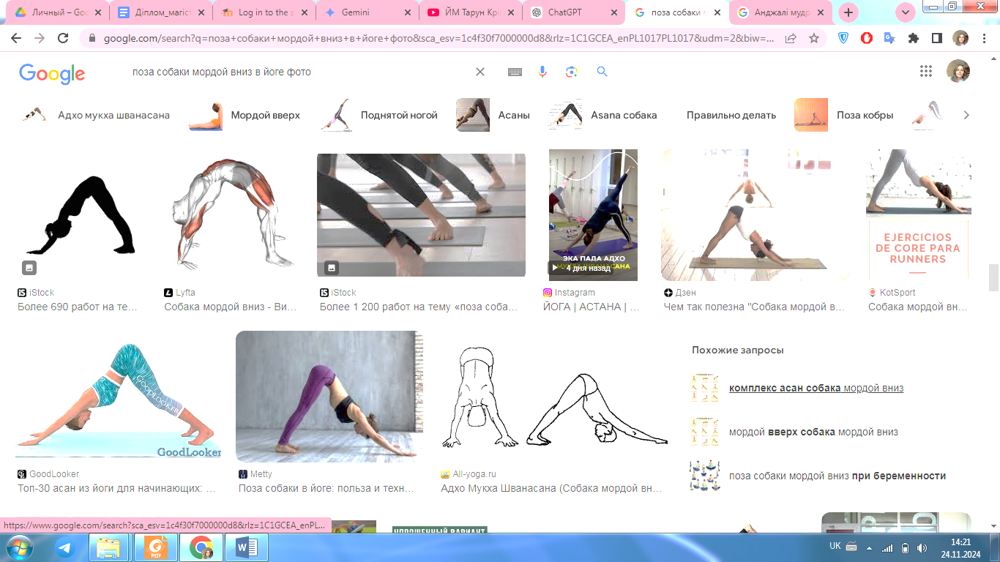 Личный – Goo
Діплом_магіст
Log in to the s
Gemini
ЙМ Тарун Крі
ChatGPT
поза собаки м
Анджалі мудр
google.com/search?q=поза+собаки+мордой+вниз+в+йоге+фото&sca_esv=1c4f30f7000000d8&rlz=1C1GCEA_enPL1017PL1017&udm=2&biw=...
Google
поза собаки мордой вниз в йоге фото
Адхо мукха шванасана
Мордой вверх
Поднятой ногой
Асаны
Asana собака
Правильно делать
Поза кобры
ЭКА ПАДА АДХО
МУКХА ШВАНАСАНА
4 дня назад
EJERCICIOS
DE CORE PARA
RUNNERS
iStock
Более 690 работ на те...
Lyfta
Собака мордой вниз - Ви...
iStock
Более 1 200 работ на тему «поза соба...
Instagram
ЙОГА | АСТАНА | ...
Дзен
Чем так полезна "Собака мордой в...
KotSport
Собака мордой вн...
GOODLOOKER
GoodLooker
GoodLooker
Топ-30 асан из йоги для начинающих: ...
Metty
Поза собаки в йоге: польза и техн...
All-yoga.ru
Адхо Мукха Шванасана (Собака мордой вн...
Похожие запросы
комплекс асан собака мордой вниз
мордой вверх собака мордой вниз
поза собаки мордой вниз при беременности
https://www.google.com/search?sca_esv=1c4f30f7000000d8&rlz=1C1GCEA_enPL...
УПРОЩЕННЫЙ ВАРИАНТ
PDF
UK
14:21
24.11.2024